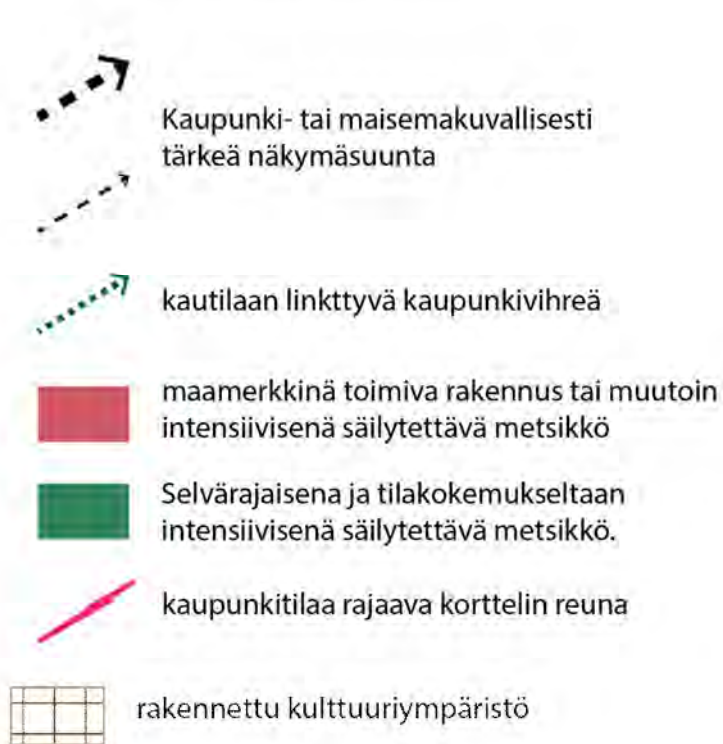 Kaupunki- tai maisemakuvallisesti
tärkeä näkymäsuunta
kautilaan linkttyvä kaupunkivihreä
maamerkkinä toimiva rakennus tai muutoin
intensiivisenä säilytettävä metsikkö
Selvärajaisena ja tilakokemukseltaan
intensiivisenä säilytettävä metsikkö.
kaupunkitilaa rajaava korttelin reuna
rakennettu kulttuuriympäristö